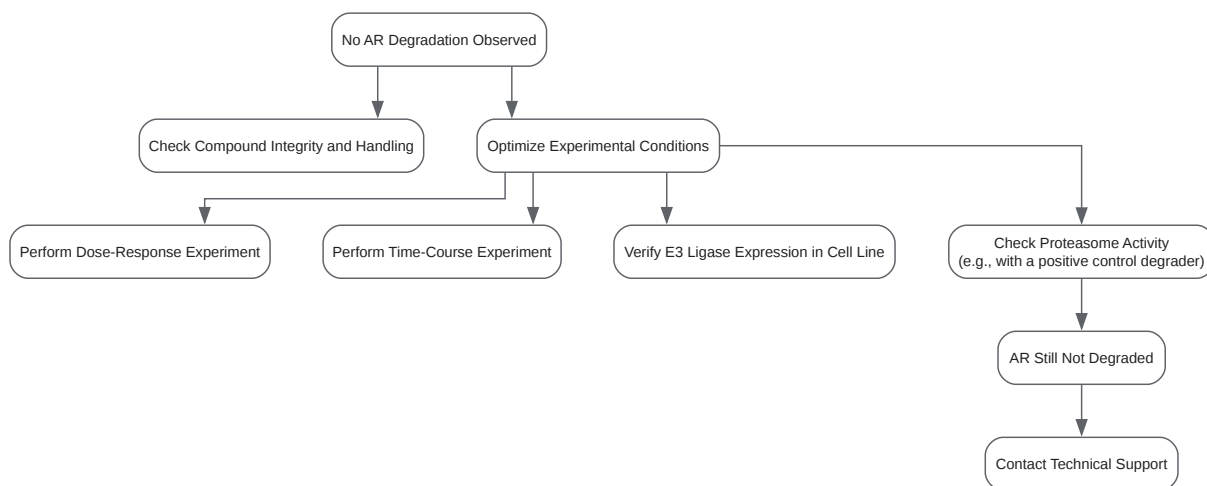 No AR Degradation Observed
Check Compound Integrity and Handling
Optimize Experimental Conditions
Perform Dose-Response Experiment
Perform Time-Course Experiment
Verify E3 Ligase Expression in Cell Line
Check Proteasome Activity
(e.g., with a positive control degrader)
AR Still Not Degraded
Contact Technical Support